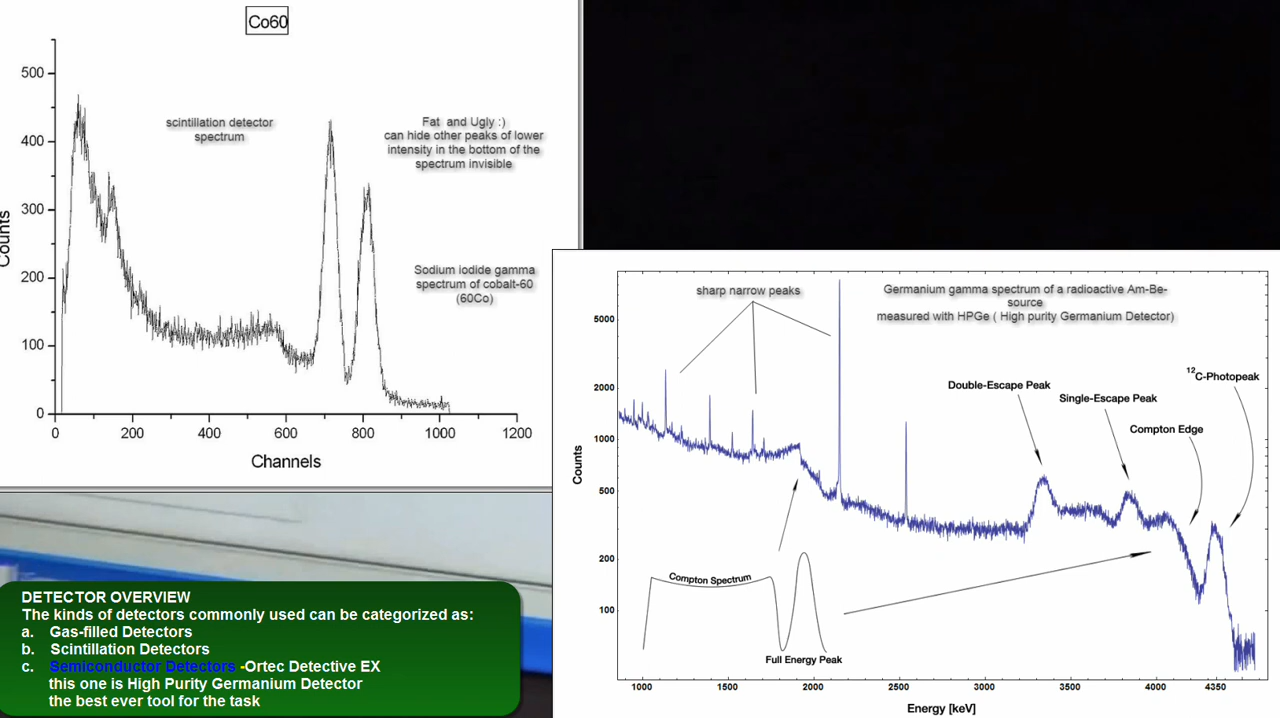 Co60
500
400
300
200
100
0
Counts
0
200
400
600
800
1000
1200
Channels
scintillation detector
spectrum
Fat and Ugly :)
can hide other peaks of lower
intensity in the bottom of the
spectrum invisible
Sodium iodide gamma
spectrum of cobalt-60
(60Co)
DETECTOR OVERVIEW
The kinds of detectors commonly used can be categorized as:
a. Gas-filled Detectors
b. Scintillation Detectors
c. Semiconductor Detectors -Ortec Detective EX
this one is High Purity Germanium Detector
the best ever tool for the task
sharp narrow peaks
Germanium gamma spectrum of a radioactive Am-Be-
source
measured with HPGe ( High purity Germanium Detector)
5000
2000
1000
500
200
100
Counts
Double-Escape Peak
Single-Escape Peak
Compton Edge
12C-Photopeak
Compton Spectrum
Full Energy Peak
1000
1500
2000
2500
3000
3500
4000
4350
Energy [keV]